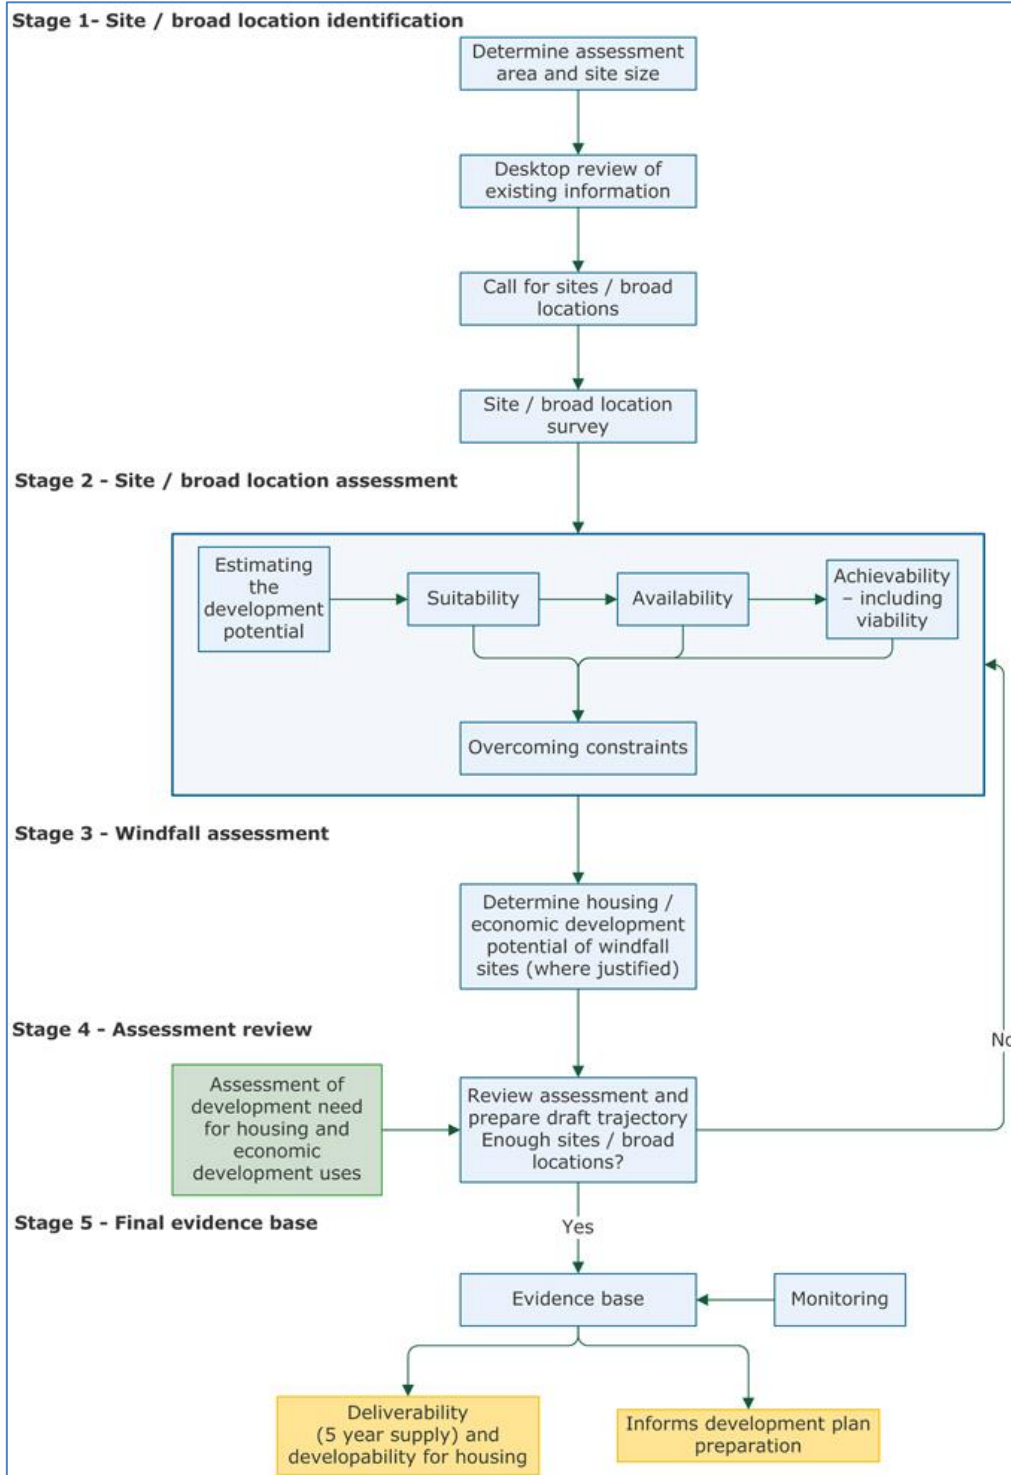 Stage 1- Site / broad location identification
Determine assessment
area and site size
Desktop review of
existing information
Call for sites / broad
locations
Site / broad location
survey
Stage 2 - Site / broad location assessment
Estimating
the
development
potential
Suitability
Availability
Achievability
– including
viability
Overcoming constraints
Stage 3 - Windfall assessment
Determine housing /
economic development
potential of windfall
sites (where justified)
Stage 4 - Assessment review
No
Assessment of
development need
for housing and
economic
development uses
Review assessment and
prepare draft trajectory
Enough sites / broad
locations?
Stage 5 - Final evidence base
Yes
Evidence base
Monitoring
Deliverability
(5 year supply) and
developability for housing
Informs development plan
preparation